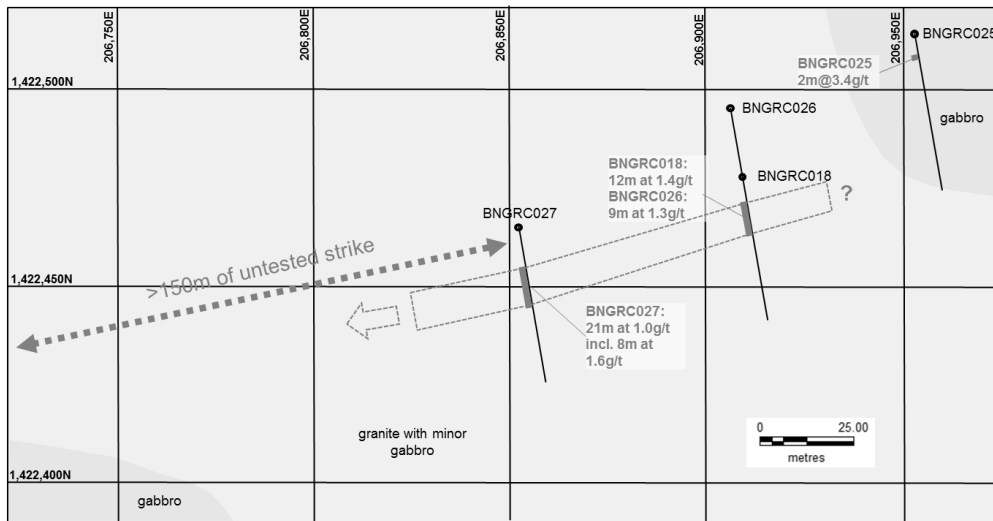 206,750E
206,800E
206,850E
206,900E
206,950E
BNGRC025
BNGRC025
2m@3.4g/t
1,422,500N
BNGRC026
gabbro
BNGRC018:
12m at 1.4g/t
BNGRC026:
9m at 1.3g/t
BNGRC018
?
BNGRC027
>150m of untested strike
1,422,450N
BNGRC027:
21m at 1.0g/t
incl. 8m at
1.6g/t
granite with minor
gabbro
0 25.00
metres
1,422,400N
gabbro